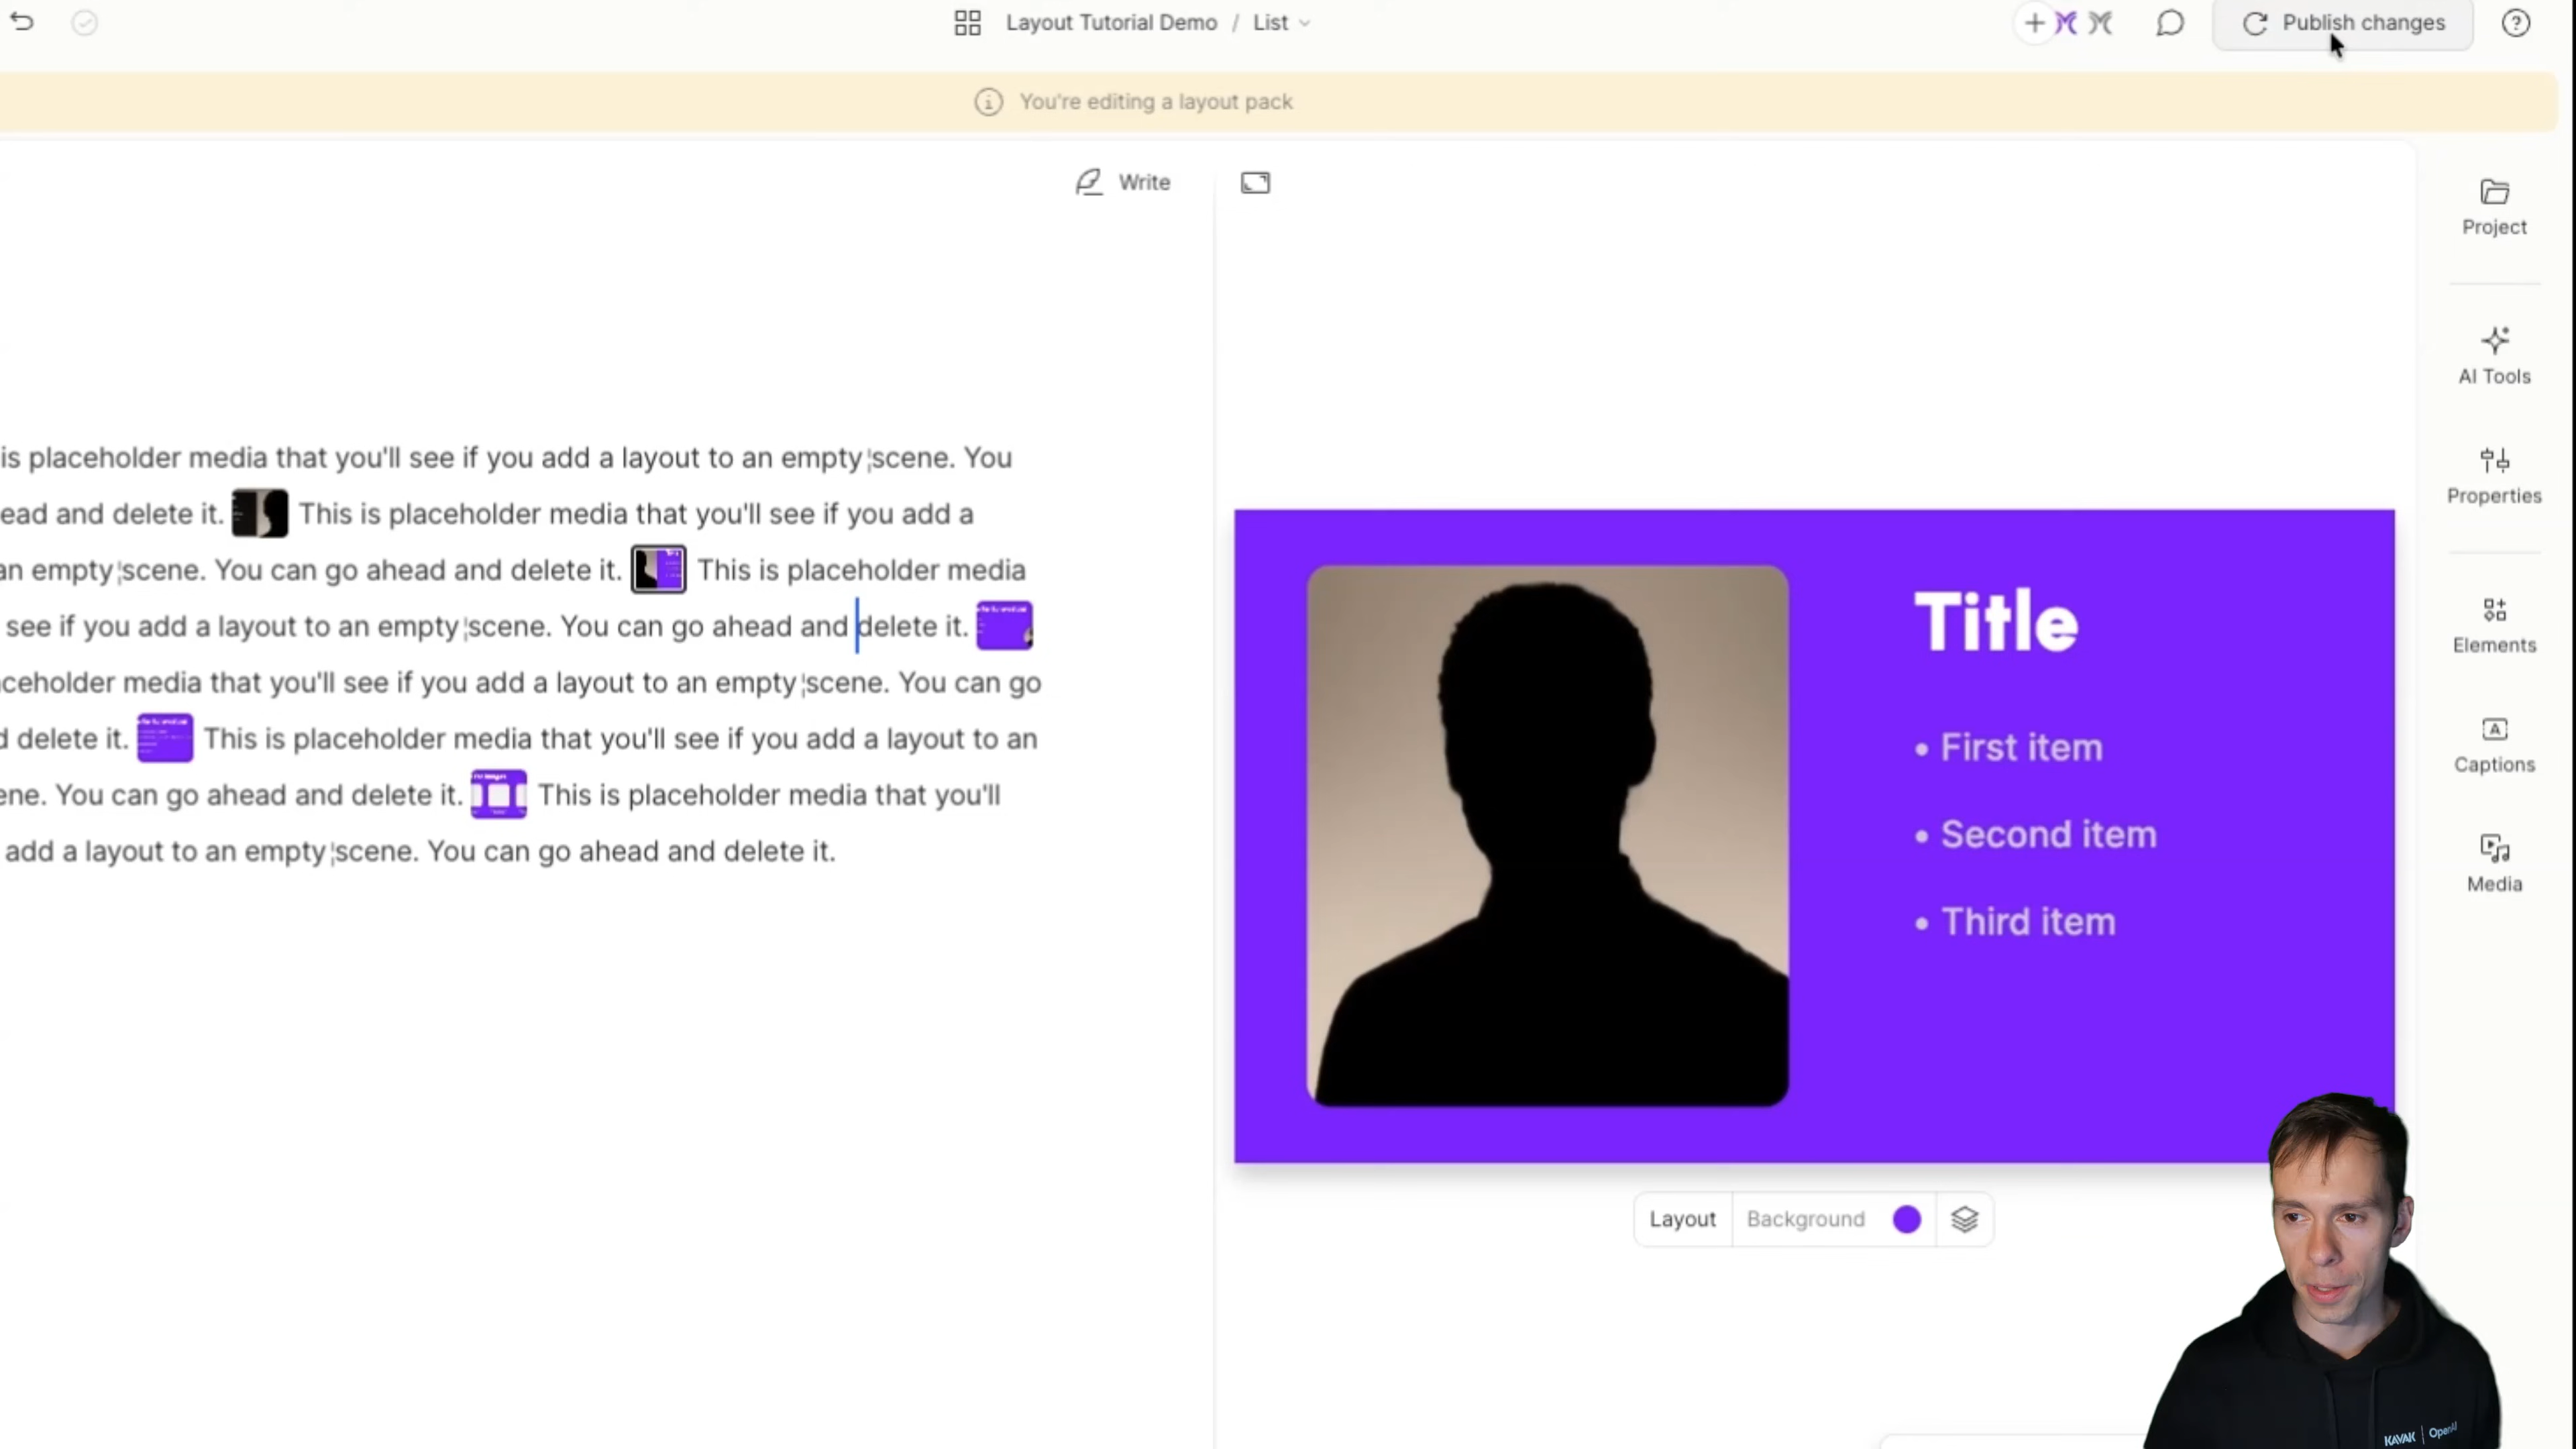 Layout Tutorial Demo / List
Publish changes
You're editing a layout pack
Write
is placeholder media that you'll see if you add a layout to an empty scene. You
ead and delete it. This is placeholder media that you'll see if you add a
an empty scene. You can go ahead and delete it. This is placeholder media
see if you add a layout to an empty scene. You can go ahead and delete it.
ceholder media that you'll see if you add a layout to an empty scene. You can go
d delete it. This is placeholder media that you'll see if you add a layout to an
ene. You can go ahead and delete it. This is placeholder media that you'll
add a layout to an empty scene. You can go ahead and delete it.
Title
• First item
• Second item
• Third item
Layout
Background
Project
AI Tools
Properties
Elements
Captions
Media
KAVAK | OpenAI